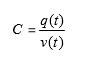 C = q(t)/v(t)